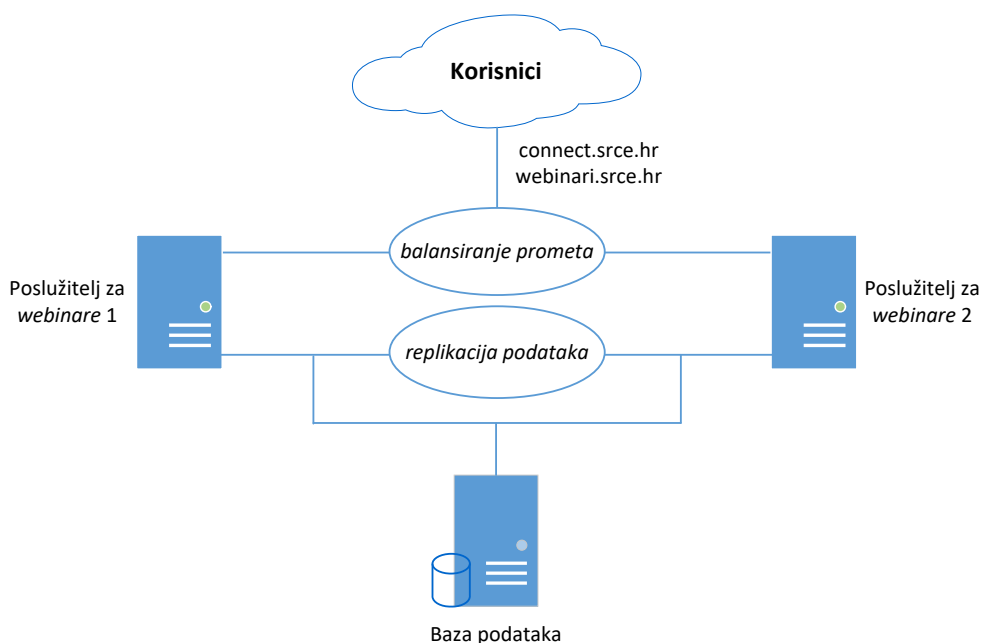 Korisnici
connect.srce.hr
webinari.srce.hr
balansiranje prometa
Poslužitelj za
webinare 1
Poslužitelj za
webinare 2
replikacija podataka
Baza podataka